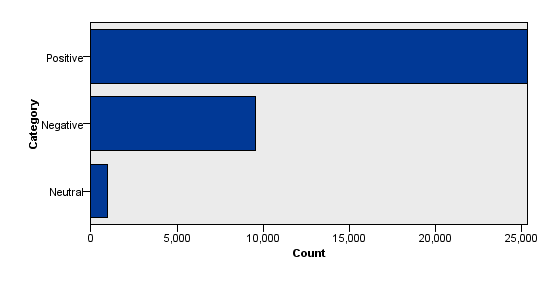 Category
Positive
Negative
Neutral
0 5,000 10,000 15,000 20,000 25,000
Count